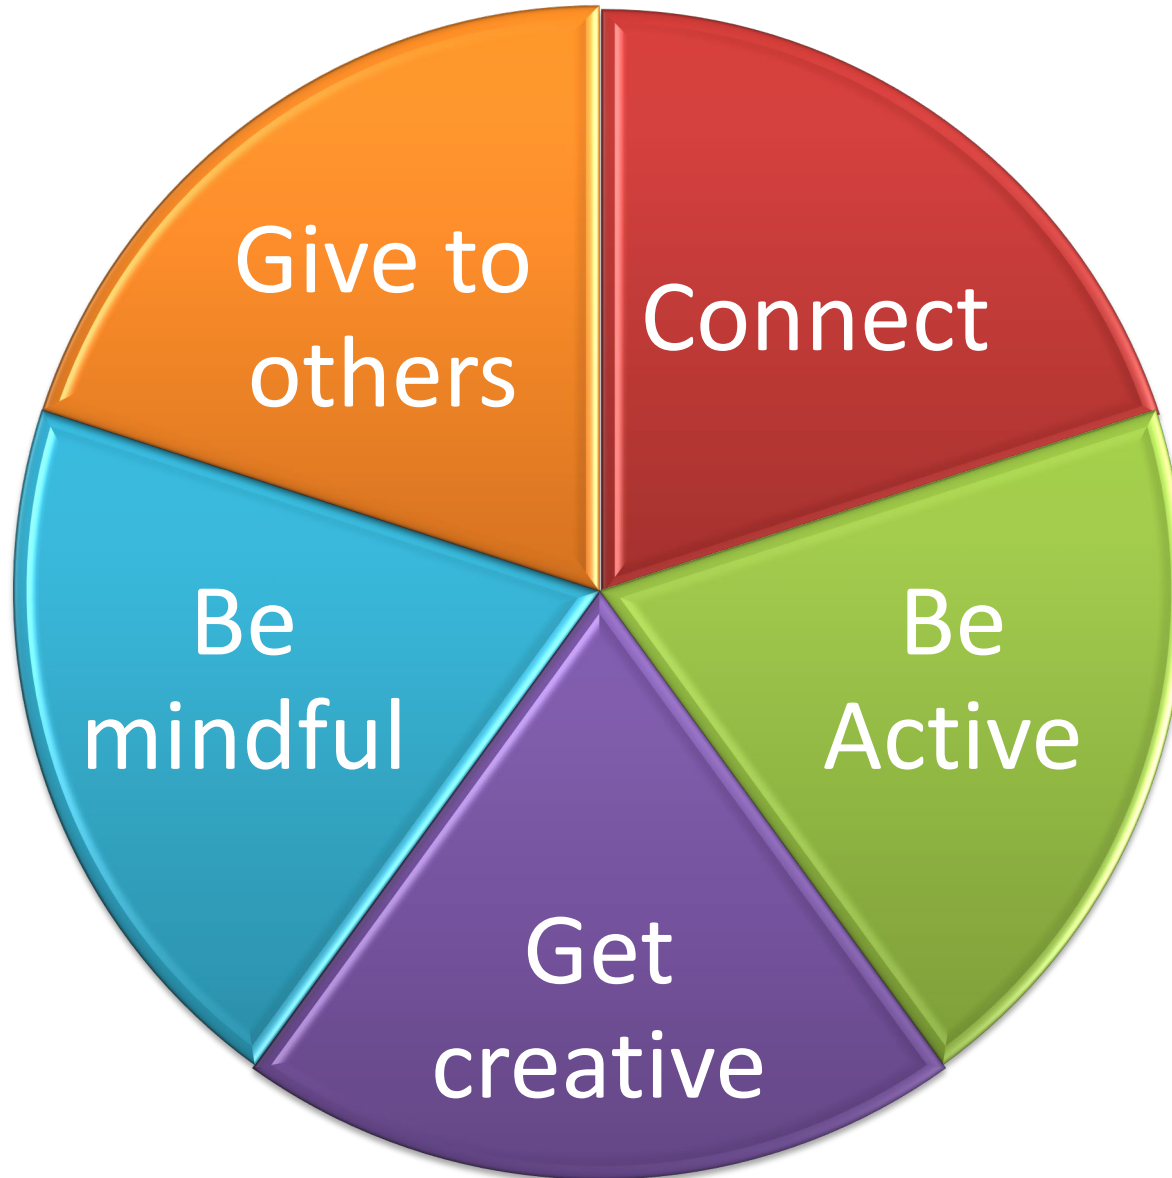 Give to
others
Connect
Be
Active
Get
creative
Be
mindful